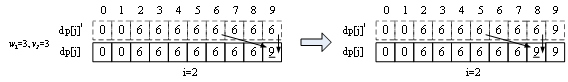 0 1 2 3 4 5 6 7 8 9 0 1 2 3 4 5 6 7 8 9
dp[j]' 0 0 6 6 6 6 6 6 6 6 dp[j]' 0 0 6 6 6 6 6 6 6 6
w₂=3,v₂=3 dp[j] 0 0 6 6 6 6 6 6 6 9 dp[j] 0 0 6 6 6 6 6 6 9 9
i=2 i=2